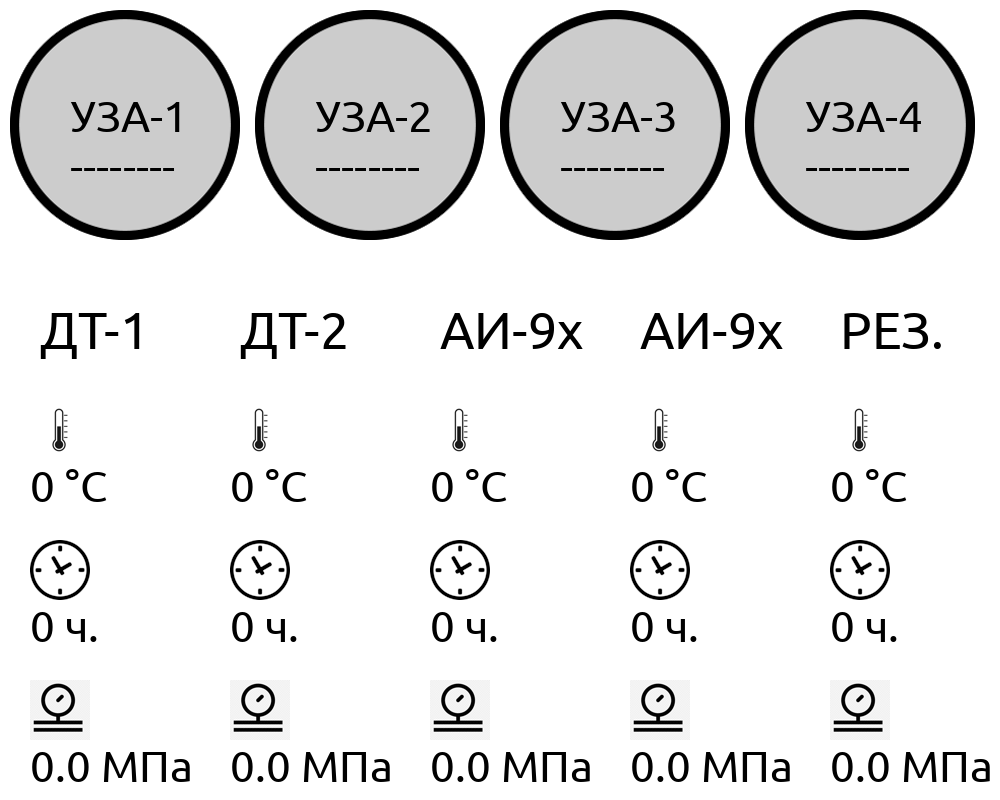 УЗА-1 УЗА-2 УЗА-3 УЗА-4
-------- -------- -------- --------
ДТ-1 ДТ-2 АИ-9х АИ-9х РЕЗ.
0 °C 0 °C 0 °C 0 °C 0 °C
0 ч. 0 ч. 0 ч. 0 ч. 0 ч.
0.0 МПа 0.0 МПа 0.0 МПа 0.0 МПа 0.0 МПа